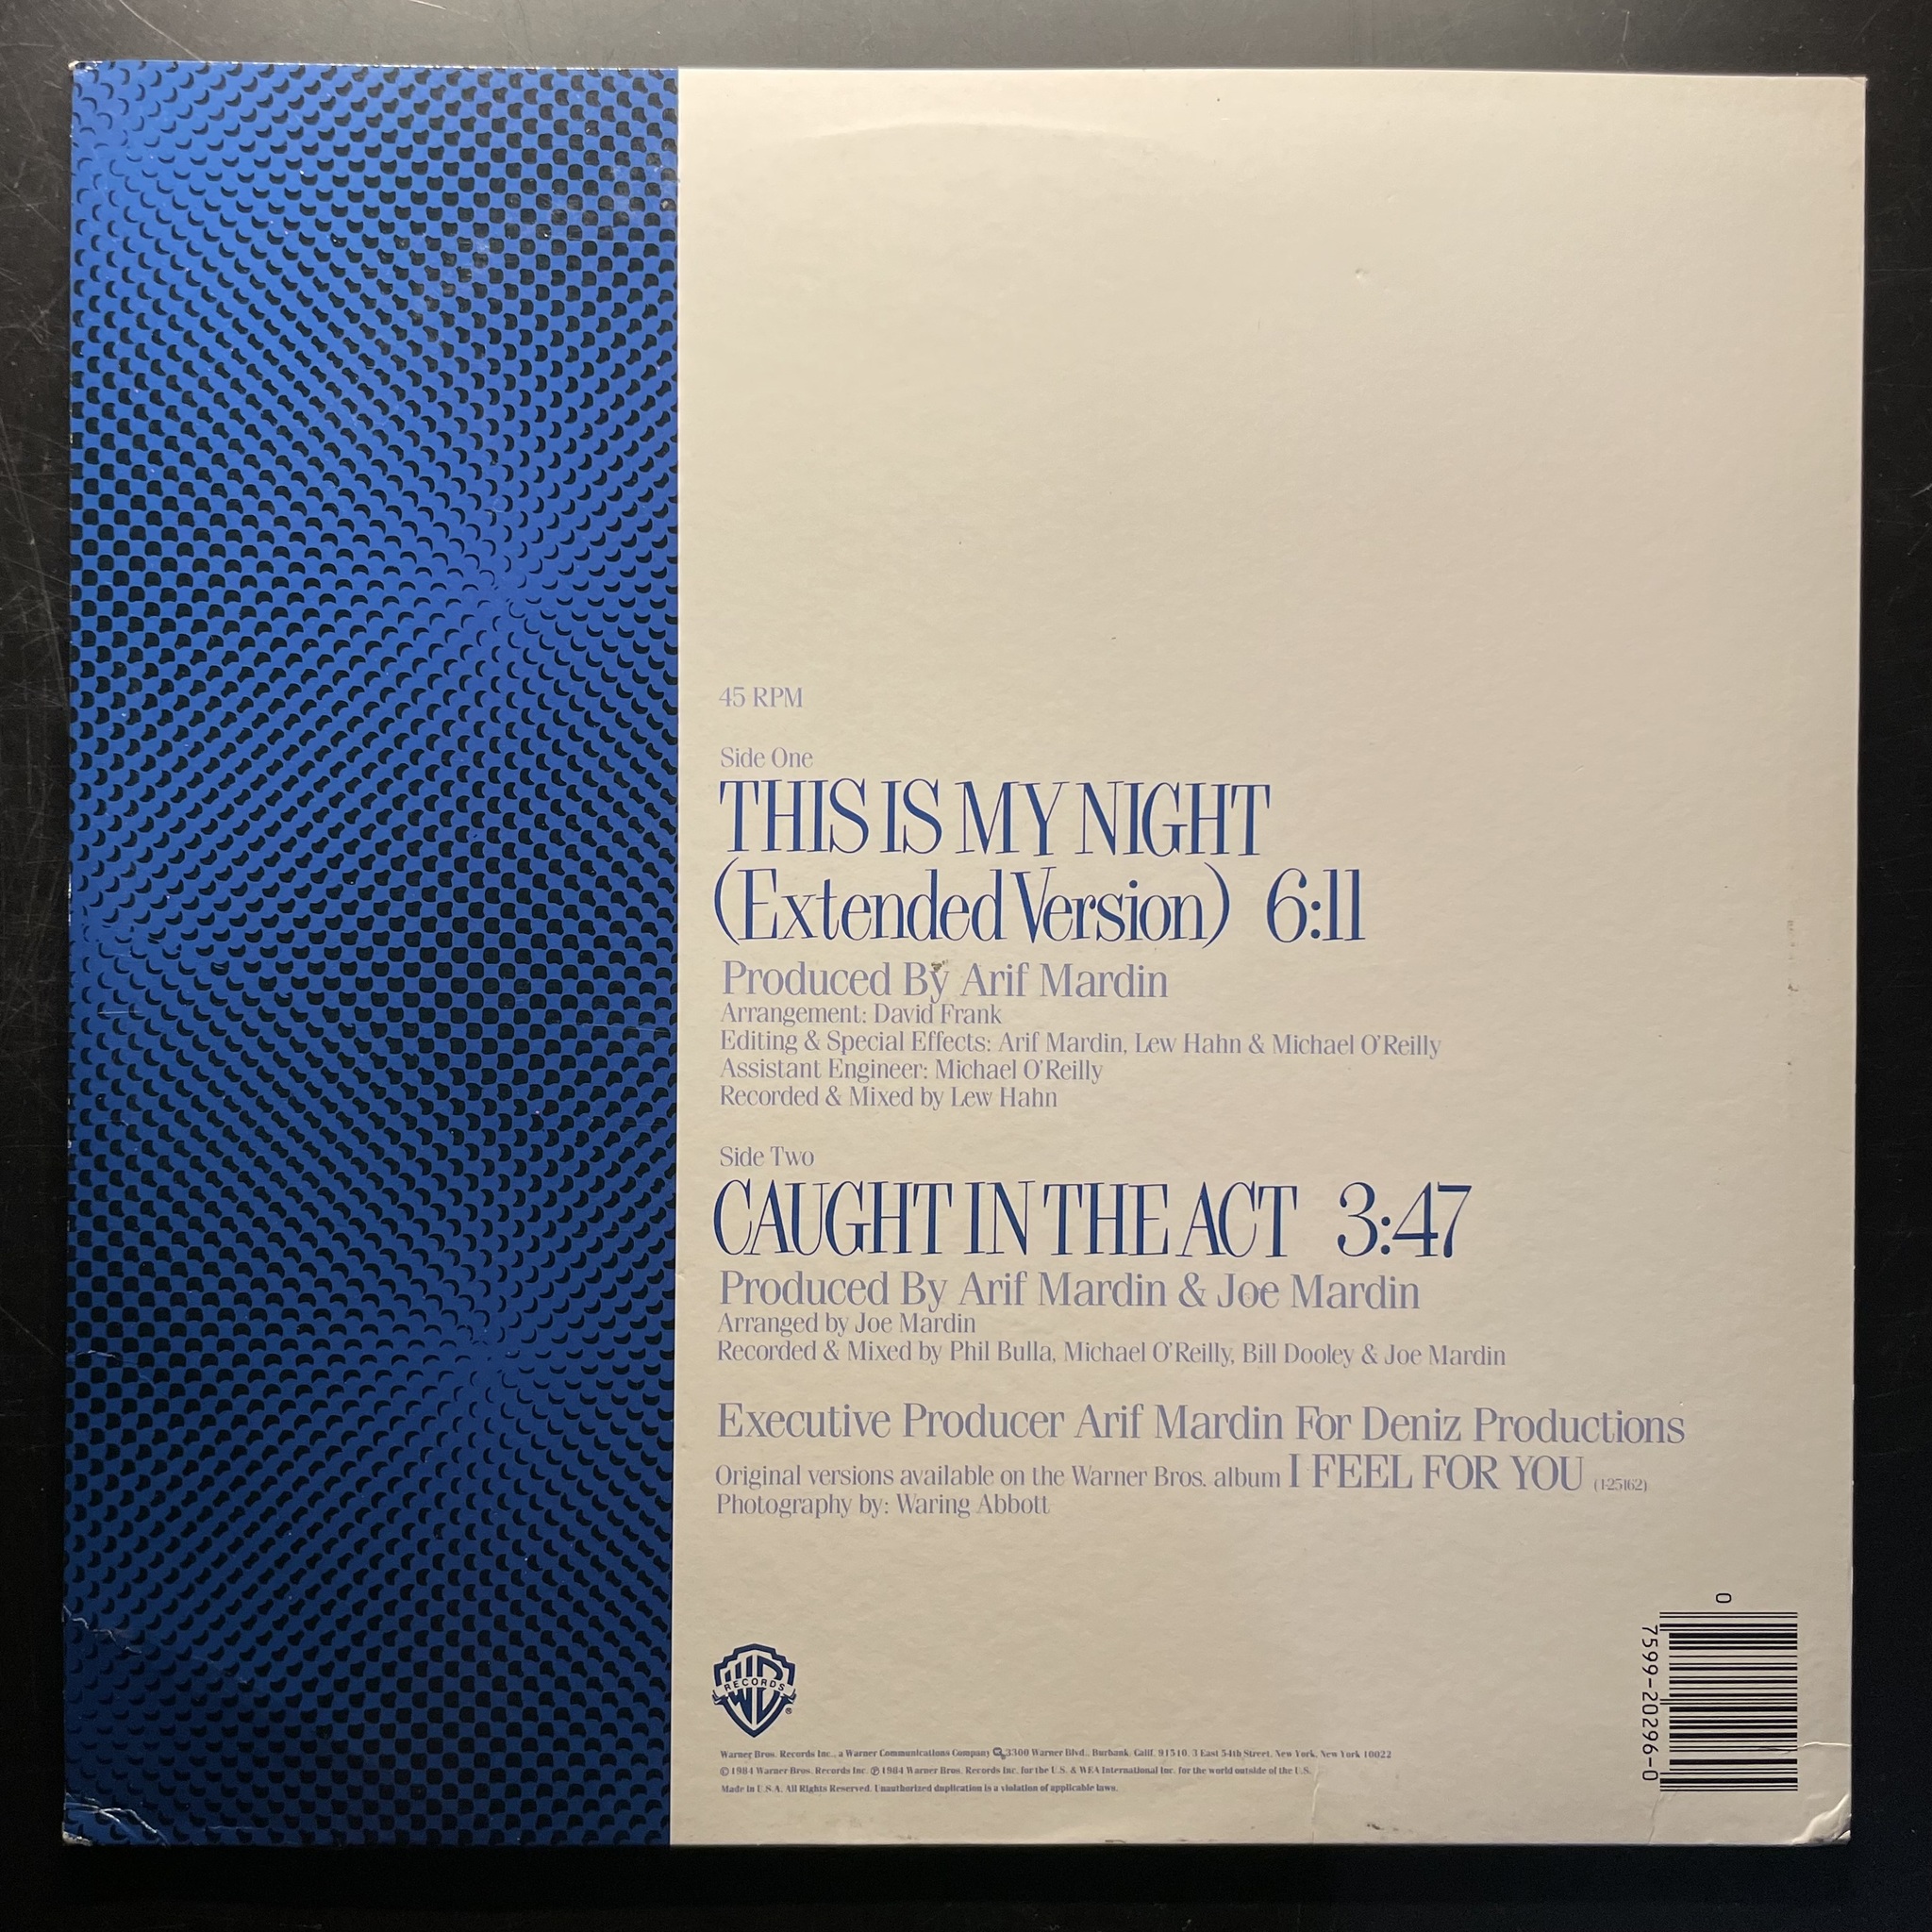 45 RPM
Side One
THIS IS MY NIGHT
(Extended Version) 6:11
Produced By Arif Mardin
Arrangement: David Frank
Editing & Special Effects: Arif Mardin, Lew Hahn & Michael O'Reilly
Assistant Engineer: Michael O'Reilly
Recorded & Mixed by Lew Hahn
Side Two
CAUGHT IN THE ACT 3:47
Produced By Arif Mardin & Joe Mardin
Arranged by Joe Mardin
Recorded & Mixed by Phil Bulla, Michael O'Reilly, Bill Dooley & Joe Mardin
Executive Producer Arif Mardin For Deniz Productions
Original versions available on the Warner Bros. album I FEEL FOR YOU (1-25162)
Photography by: Waring Abbott
WB RECORDS ®
Warner Bros. Records Inc., a Warner Communications Company 3300 Warner Blvd., Burbank, Calif. 91510, 3 East 54th Street, New York, New York 10022
© 1984 Warner Bros. Records Inc. ℗ 1984 Warner Bros. Records Inc. for the U.S. & WEA International Inc. for the world outside of the U.S.
Made in U.S.A. All Rights Reserved. Unauthorized duplication is a violation of applicable laws.
0 7599-20296-0